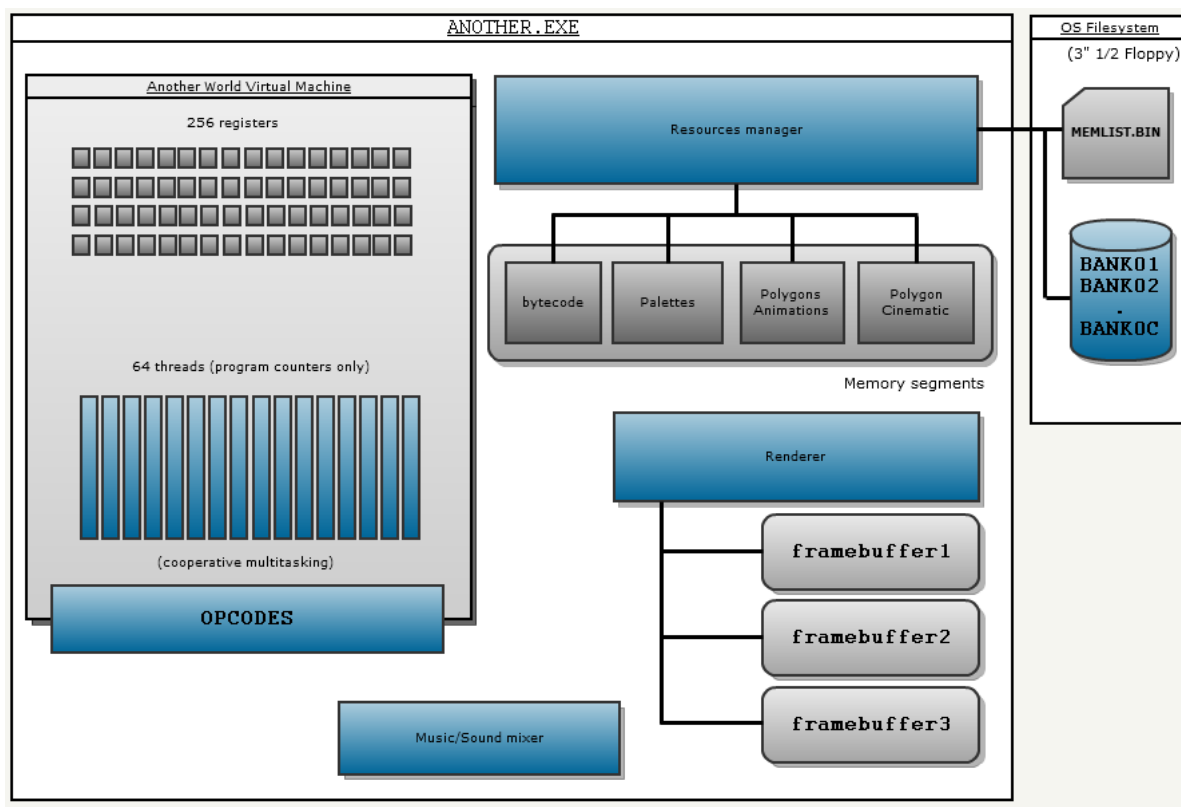 ANOTHER.EXE
Another World Virtual Machine
256 registers
64 threads (program counters only)
(cooperative multitasking)
OPCODES
Resources manager
bytecode
Palettes
Polygons
Animations
Polygon
Cinematic
Memory segments
Renderer
framebuffer1
framebuffer2
framebuffer3
Music/Sound mixer
OS Filesystem
(3" 1/2 Floppy)
MEMLIST.BIN
BANK01
BANK02
.
BANK0C